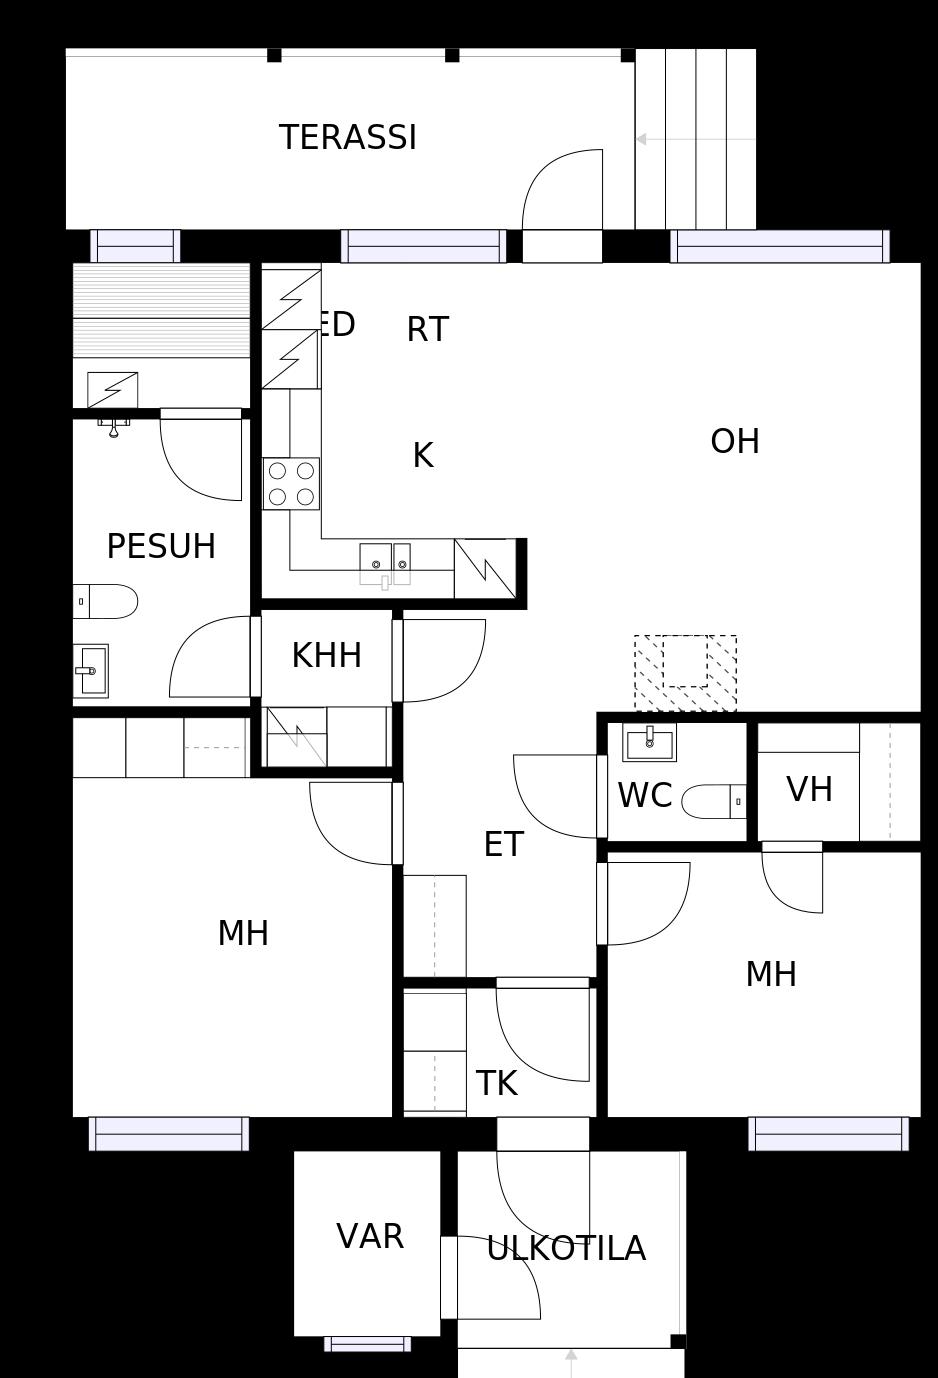 TERASSI
ED
RT
OH
K
PESUH
KHH
WC
VH
ET
MH
MH
TK
VAR
ULKOTILA